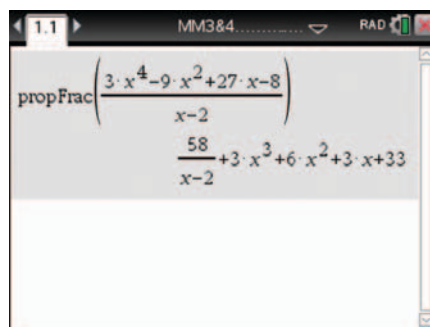 1.1 MM3&4............ RAD
propFrac((3·x^4−9·x^2+27·x−8)/(x−2))
58/(x−2)+3·x^3+6·x^2+3·x+33